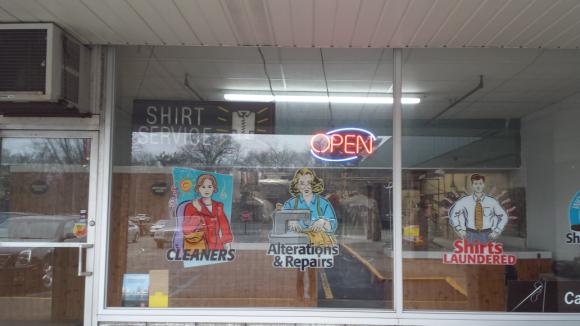 SHIRT
SERVICE
OPEN
CLEANERS
Alterations
& Repairs
Shirts
LAUNDERED